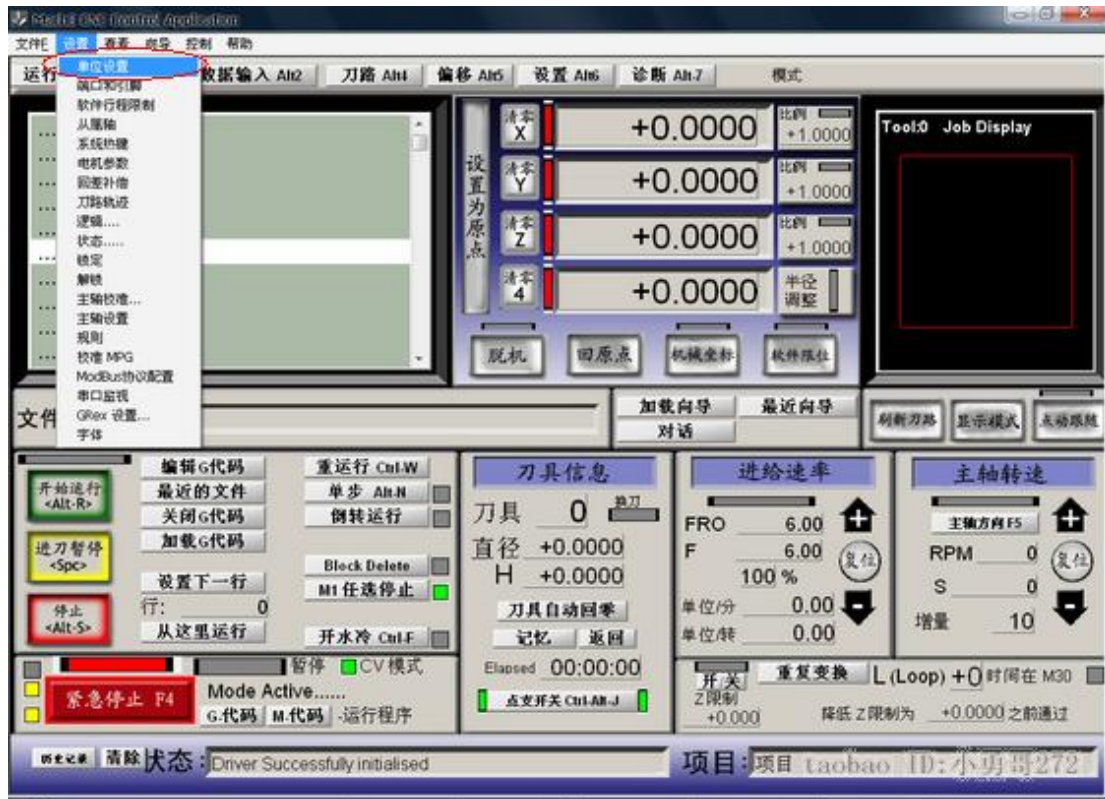 Mach3 CNC Control Application
文件F 设置 查看 向导 控制 帮助
运行 数据输入 Alt2 刀路 Alt4 偏移 Alt5 设置 Alt6 诊断 Alt-7 模式
单位设置
端口和引脚
软件行程限制
从属轴
系统热键
电机参数
回差补偿
刀路轨迹
逻辑....
状态.....
锁定
解锁
主轴校准...
主轴设置
规则
校准 MPG
ModBus协议配置
串口监视
GRex 设置...
字体
设置为原点
清零 X +0.0000 比例 +1.0000
清零 Y +0.0000 比例 +1.0000
清零 Z +0.0000 比例 +1.0000
清零 4 +0.0000 半径调整
脱机 回原点 机械坐标 软件限位
Tool:0 Job Display
文件
加载向导 最近向导
对话
刷新刀路 显示模式 点动跟随
开始运行 <Alt-R>
进刀暂停 <Spc>
停止 <Alt-S>
编辑G代码
最近的文件
关闭G代码
加载G代码
设置下一行
行: 0
从这里运行
重运行 Ctrl-W
单步 Alt-N
倒转运行
Block Delete
M1 任选停止
开水冷 Ctrl-F
刀具信息
刀具 0 换刀
直径 +0.0000
H +0.0000
刀具自动回零
记忆 返回
Elapsed 00:00:00
点变开关 Ctrl-Alt-J
进给速率
FRO 6.00
F 6.00 复位
100 %
单位/分 0.00
单位/转 0.00
主轴转速
主轴方向 F5
RPM 0 复位
S 0
增量 10
紧急停止 F4
暂停 CV 模式
Mode Active......
G.代码 M.代码 -运行程序
开/关 重复变换 L (Loop) +0 时间在 M30
Z 限制
+0.000 降低 Z 限制为 +0.0000 之前通过
历史记录 清除 状态: Driver Successfully initialised
项目: 项目 taobao ID:小勇哥272